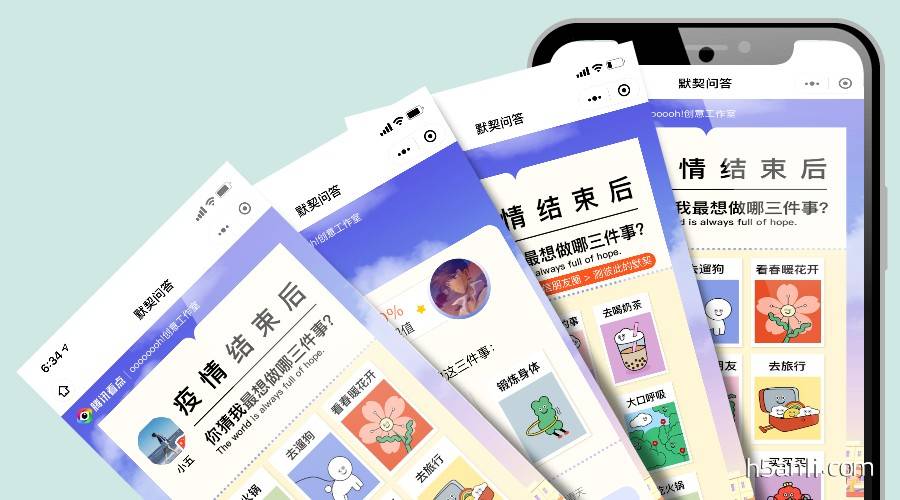 6:34
默契问答
腾讯看点 | ooooooh!创意工作室
疫情结束后
你猜我最想做哪三件事?
The world is always full of hope.
小五
火锅
去遛狗
看春暖花开
去旅行
默契问答
h!创意工作室
0%
值
这三件事:
锻炼身体
天
默契问答
情结束后
最想做哪三件事?
always full of hope.
朋友圈 > 测彼此的默契
去喝奶茶
大口呼吸
吃火锅
默契问答
ooooh!创意工作室
情结束后
我最想做哪三件事?
d is always full of hope.
去遛狗
看春暖花开
朋友
去旅行
买买买
h5anli.com